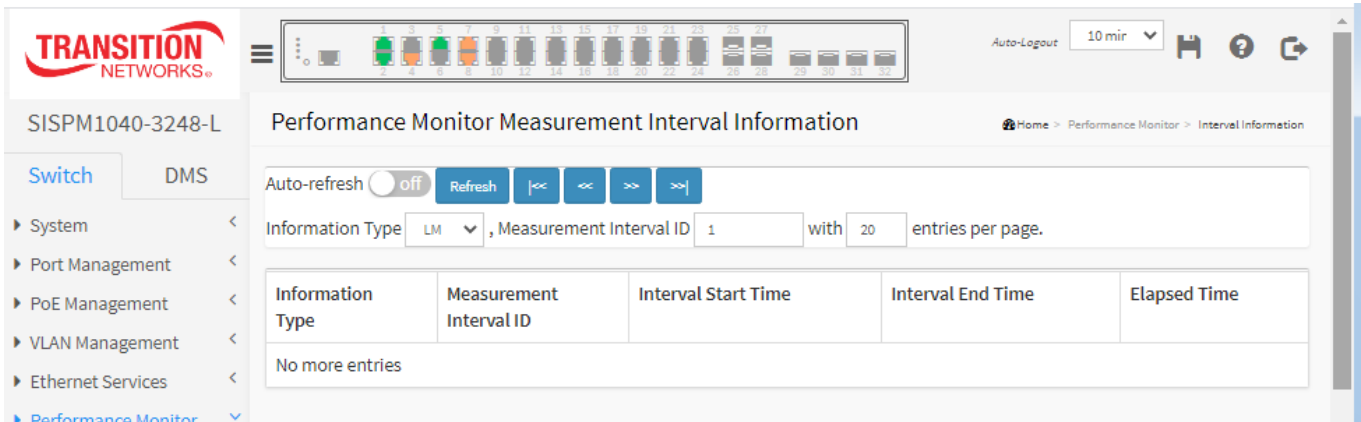 TRANSITION
NETWORKS®
1 3 5 7 9 11 13 15 17 19 21 23 25 27
2 4 6 8 10 12 14 16 18 20 22 24 26 28 29 30 31 32
Auto-Logout 10 mir
SISPM1040-3248-L
Performance Monitor Measurement Interval Information
Home > Performance Monitor > Interval Information
Switch DMS
Auto-refresh off Refresh |<< << >> >>|
Information Type LM , Measurement Interval ID 1 with 20 entries per page.
System
Port Management
PoE Management
VLAN Management
Ethernet Services
Performance Monitor
Information Type
Measurement Interval ID
Interval Start Time
Interval End Time
Elapsed Time
No more entries